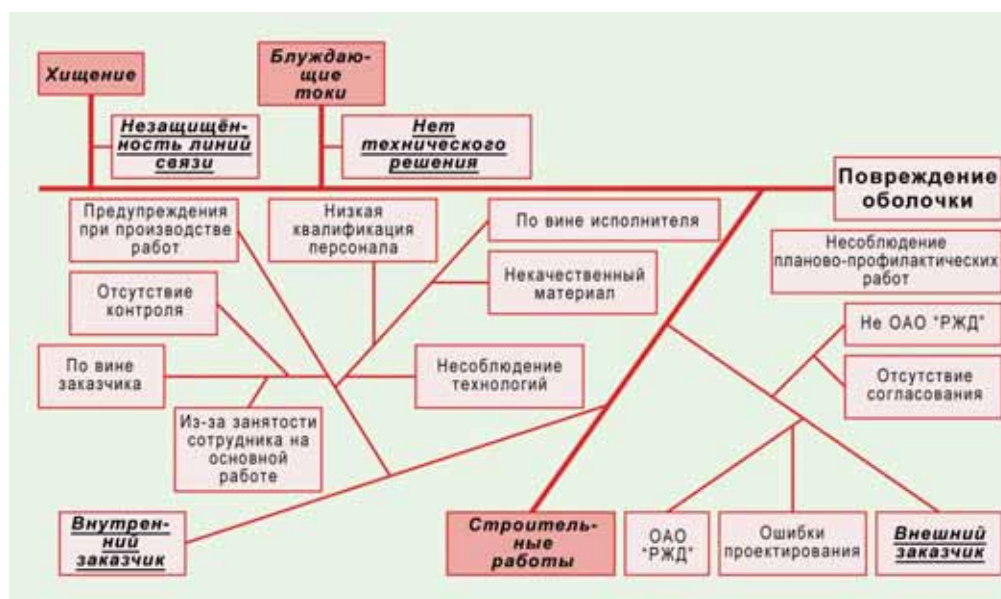 Хищение
Блуждаю-
щие
токи
Незащищён-
ность линий
связи
Нет
технического
решения
Повреждение
оболочки
Предупреждения
при производстве
работ
Низкая
квалификация
персонала
По вине исполнителя
Несоблюдение
планово-профилактических
работ
Некачественный
материал
Отсутствие
контроля
Не ОАО "РЖД"
По вине
заказчика
Несоблюдение
технологий
Отсутствие
согласования
Из-за занятости
сотрудника на
основной
работе
Внутрен-
ний
заказчик
Строитель-
ные
работы
ОАО
"РЖД"
Ошибки
проектирования
Внешний
заказчик